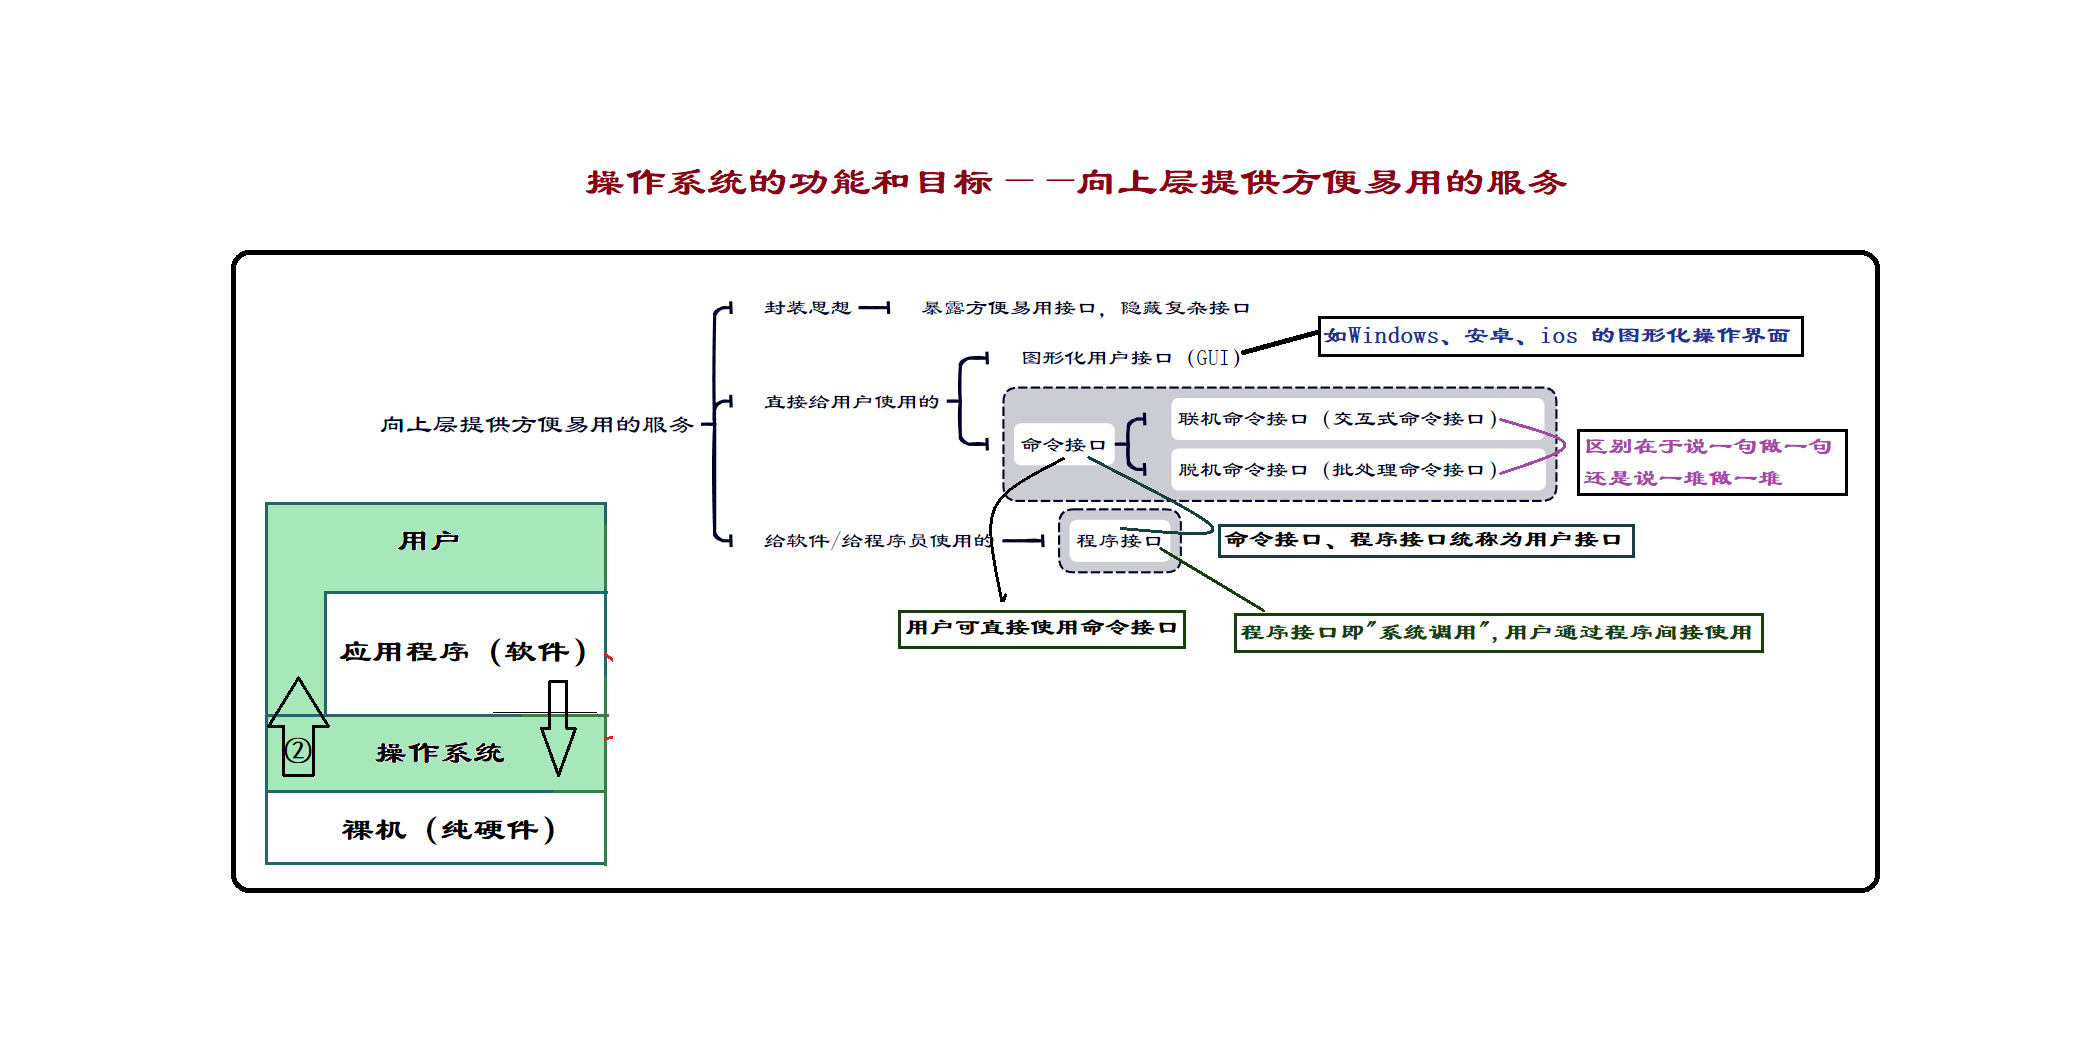 操作系统的功能和目标——向上层提供方便易用的服务
封装思想
暴露方便易用接口，隐藏复杂接口
如Windows、安卓、ios 的图形化操作界面
图形化用户接口（GUI）
直接给用户使用的
向上层提供方便易用的服务
命令接口
联机命令接口（交互式命令接口）
脱机命令接口（批处理命令接口）
区别在于说一句做一句
还是说一堆做一堆
给软件/给程序员使用的
程序接口
命令接口、程序接口统称为用户接口
用户可直接使用命令接口
程序接口即"系统调用",用户通过程序间接使用
用户
应用程序（软件）
②
操作系统
裸机（纯硬件）